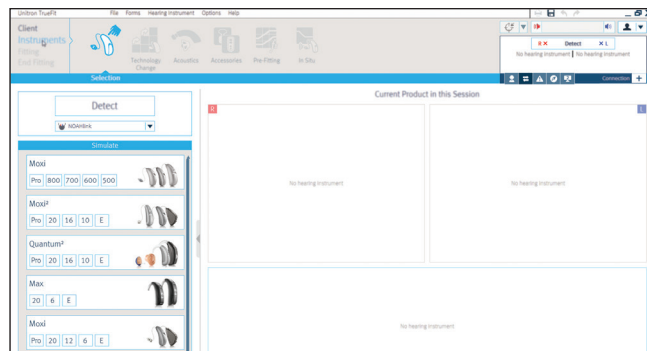 Unitron TrueFit
File Forms Hearing Instrument Options Help
Client
Instruments
Fitting
End Fitting
Selection
Technology Change
Acoustics
Accessories
Pre-Fitting
In Situ
R X Detect X L
No hearing instrument No hearing instrument
Connection +
Detect
NOAHlink
Simulate
Moxi
Pro 800 700 600 500
Moxi²
Pro 20 16 10 E
Quantum²
Pro 20 16 10 E
Max
20 6 E
Moxi
Pro 20 12 6 E
Current Product in this Session
R
L
No hearing instrument
No hearing instrument
No hearing instrument